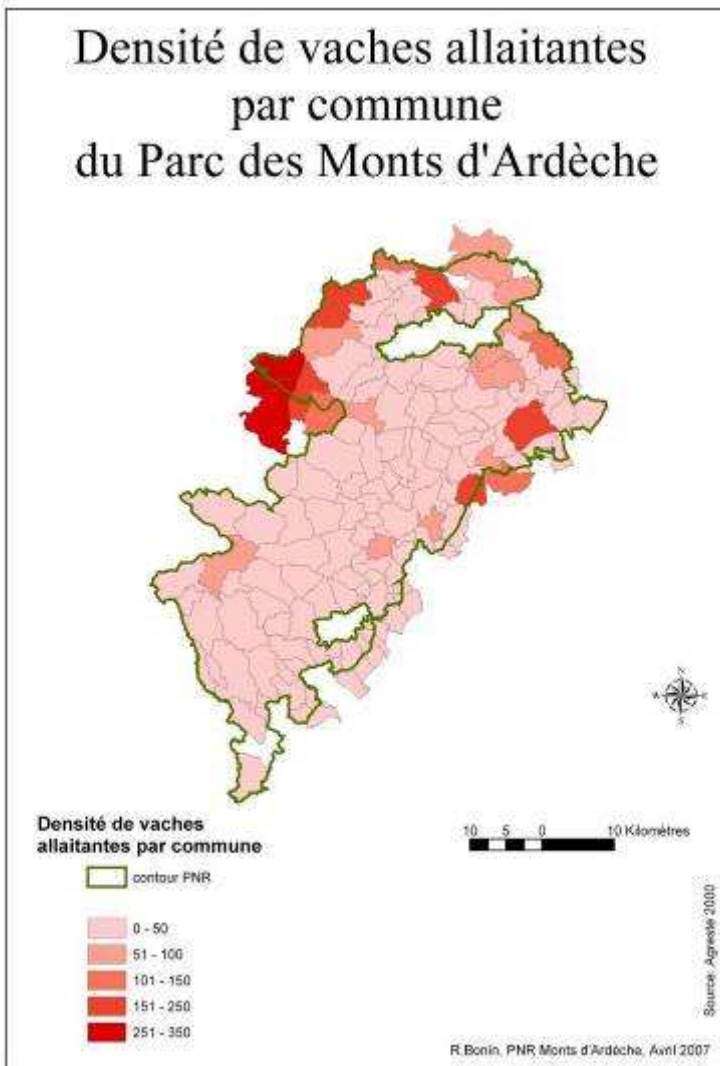 Densité de vaches allaitantes
par commune
du Parc des Monts d'Ardèche
N
W E
S
Densité de vaches
allaitantes par commune
contour PNR
0 - 50
51 - 100
101 - 150
151 - 250
251 - 350
10 5 0 10 Kilomètres
Source: Agreste 2000
R.Bonin, PNR Monts d'Ardèche, Avril 2007